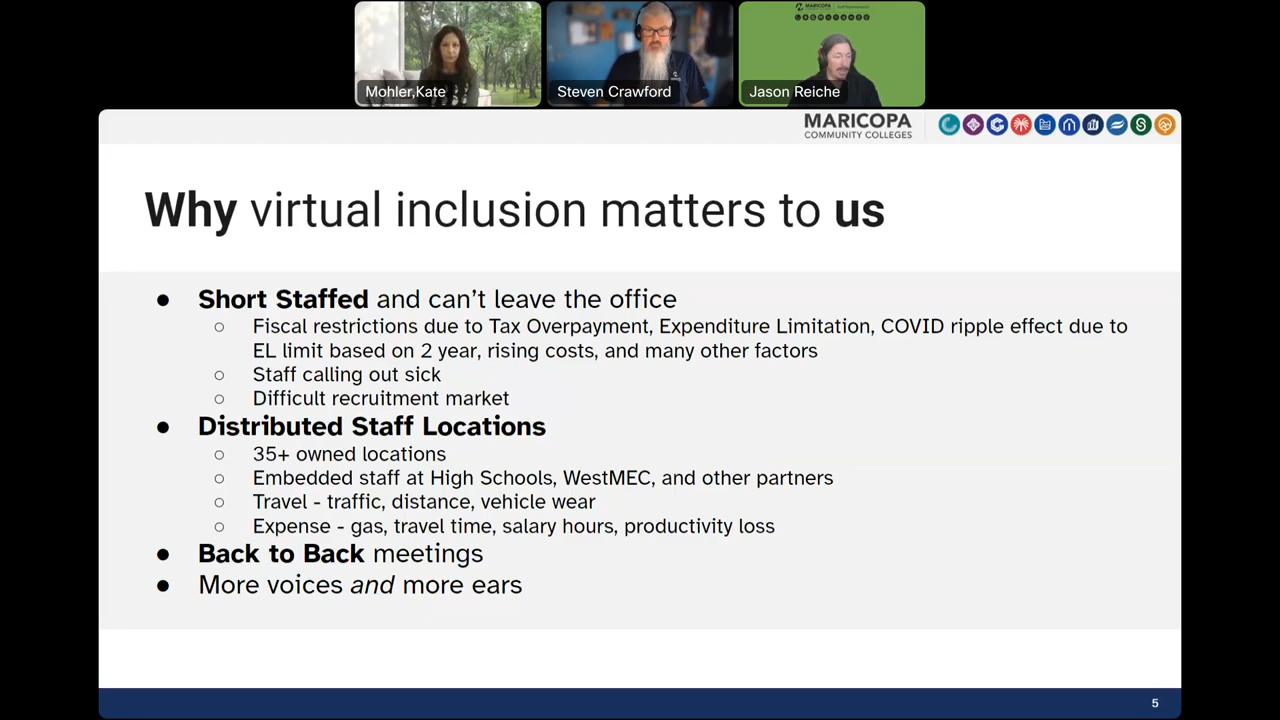 Mohler,Kate
Steven Crawford
Jason Reiche
MARICOPA
COMMUNITY COLLEGES
Why virtual inclusion matters to us
● Short Staffed and can’t leave the office
○ Fiscal restrictions due to Tax Overpayment, Expenditure Limitation, COVID ripple effect due to
EL limit based on 2 year, rising costs, and many other factors
○ Staff calling out sick
○ Difficult recruitment market
● Distributed Staff Locations
○ 35+ owned locations
○ Embedded staff at High Schools, WestMEC, and other partners
○ Travel - traffic, distance, vehicle wear
○ Expense - gas, travel time, salary hours, productivity loss
● Back to Back meetings
● More voices and more ears
5